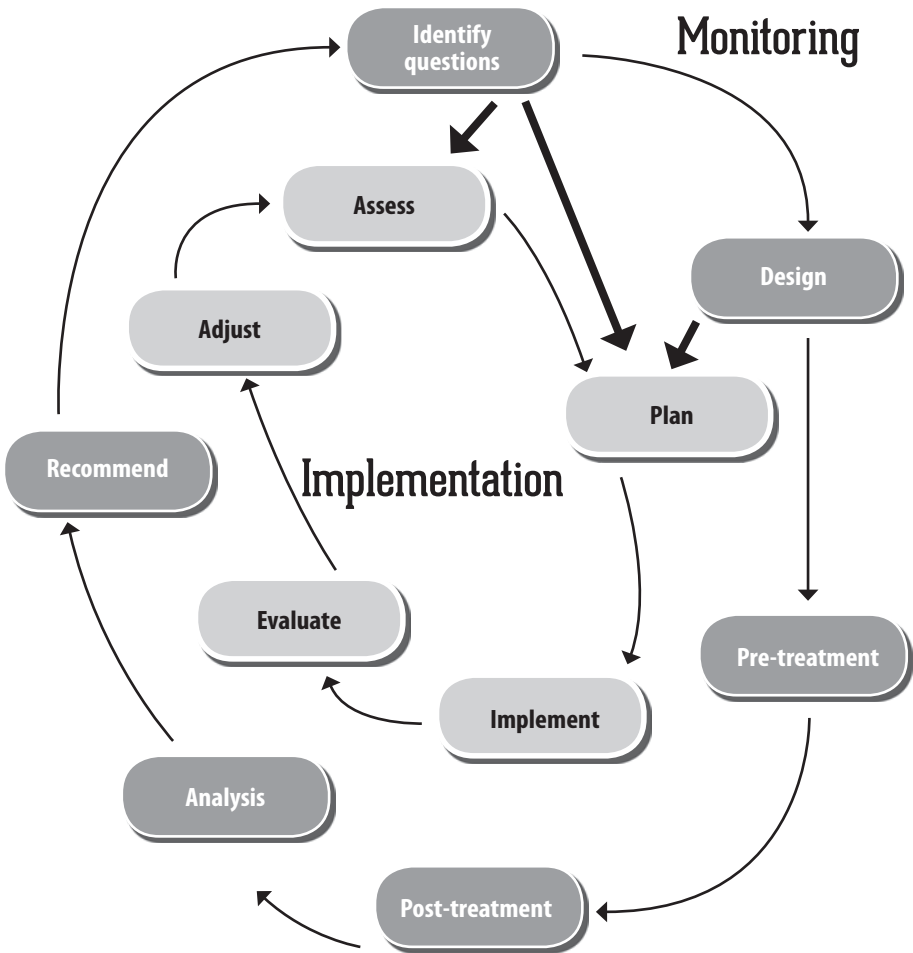 Identify
questions
Monitoring
Assess
Design
Adjust
Plan
Recommend
Implementation
Evaluate
Pre-treatment
Implement
Analysis
Post-treatment